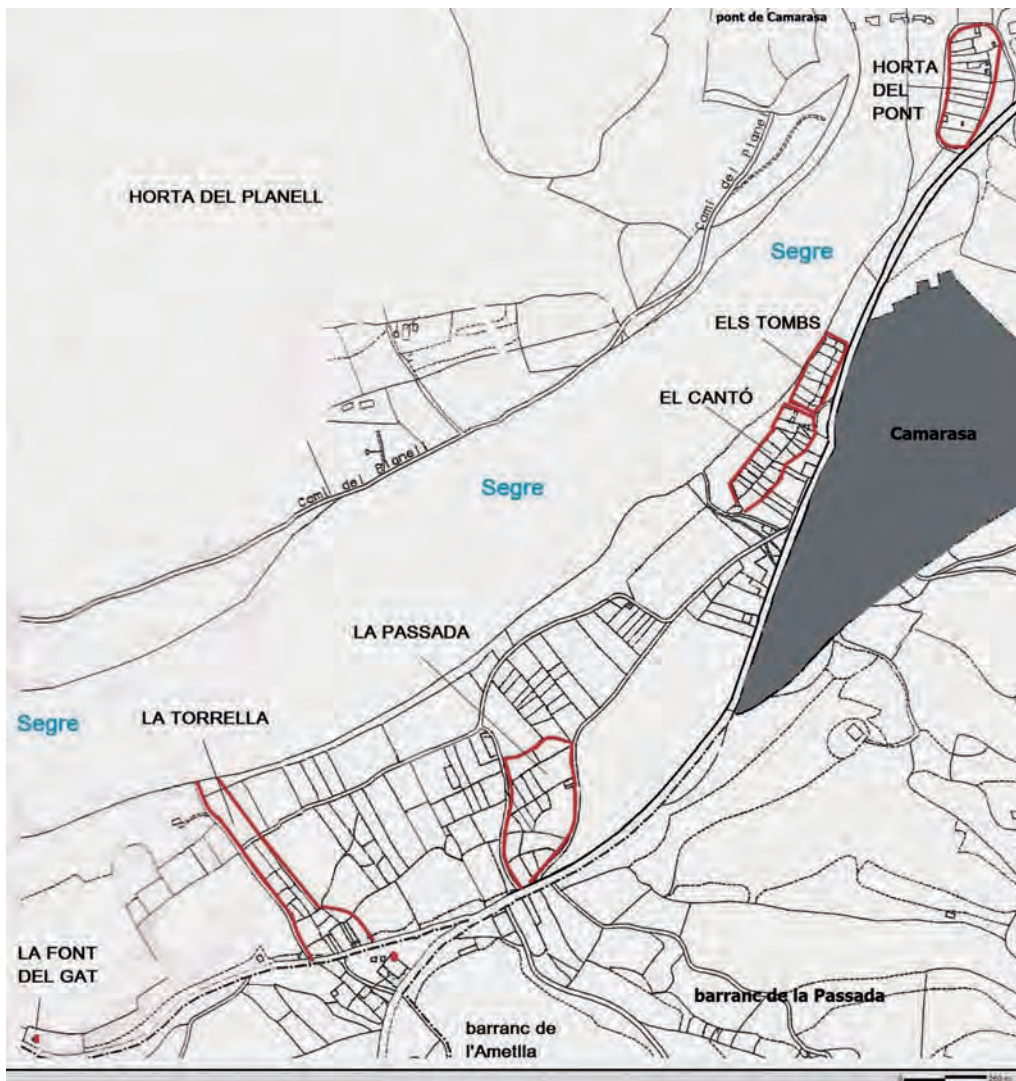 pont de Camarasa
HORTA
DEL
PONT
Camí del Planell
HORTA DEL PLANELL
Segre
ELS TOMBS
EL CANTÓ
Camarasa
Camí del Planell
Segre
LA PASSADA
LA TORRELLA
Segre
LA FONT
DEL GAT
barranc de la Passada
barranc de
l'Ametlla